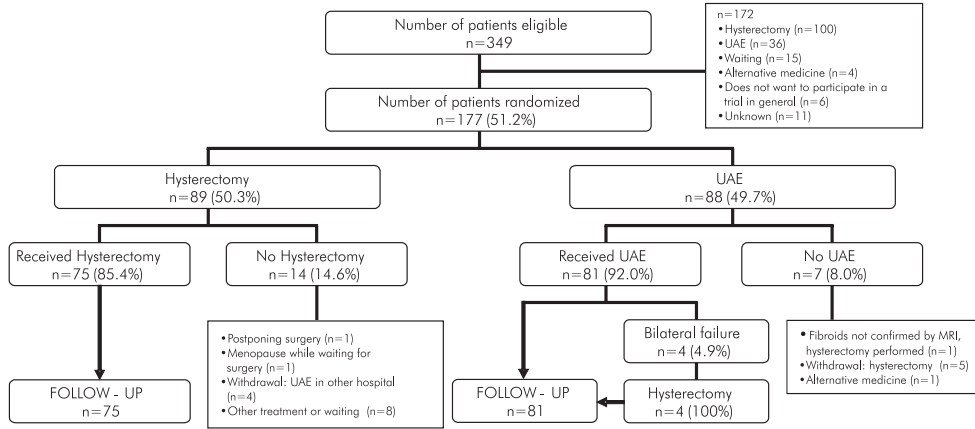 Number of patients eligible
n=349
n=172
•Hysterectomy (n=100)
•UAE (n=36)
•Waiting (n=15)
•Alternative medicine (n=4)
•Does not want to participate in a
trial in general (n=6)
•Unknown (n=11)
Number of patients randomized
n=177 (51.2%)
Hysterectomy
n=89 (50.3%)
UAE
n=88 (49.7%)
Received Hysterectomy
n=75 (85.4%)
No Hysterectomy
n=14 (14.6%)
Received UAE
n=81 (92.0%)
No UAE
n=7 (8.0%)
•Postponing surgery (n=1)
•Menopause while waiting for
surgery (n=1)
•Withdrawal: UAE in other hospital
(n=4)
•Other treatment or waiting (n=8)
Bilateral failure
n=4 (4.9%)
•Fibroids not confirmed by MRI,
hysterectomy performed (n=1)
•Withdrawal: hysterectomy (n=5)
•Alternative medicine (n=1)
FOLLOW - UP
n=75
FOLLOW - UP
n=81
Hysterectomy
n=4 (100%)